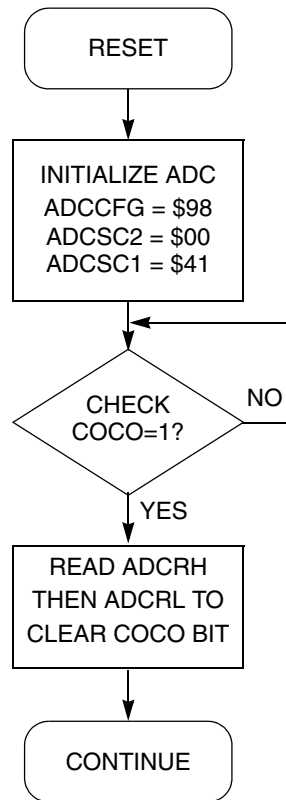 RESET
INITIALIZE ADC
ADCCFG = $98
ADCSC2 = $00
ADCSC1 = $41
CHECK
COCO=1?
NO
YES
READ ADCRH
THEN ADCRL TO
CLEAR COCO BIT
CONTINUE